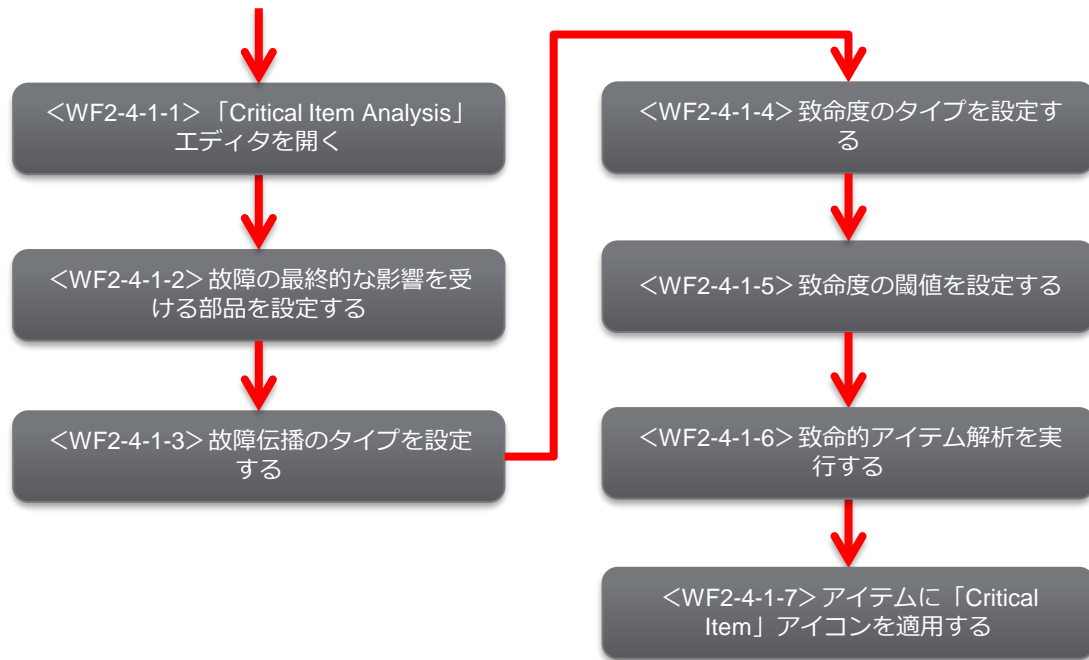 <WF2-4-1-1>「Critical Item Analysis」
エディタを開く
<WF2-4-1-2>故障の最終的な影響を受
ける部品を設定する
<WF2-4-1-3>故障伝播のタイプを設定
する
<WF2-4-1-4>致命度のタイプを設定す
る
<WF2-4-1-5>致命度の閾値を設定する
<WF2-4-1-6>致命的アイテム解析を実
行する
<WF2-4-1-7>アイテムに「Critical
Item」アイコンを適用する